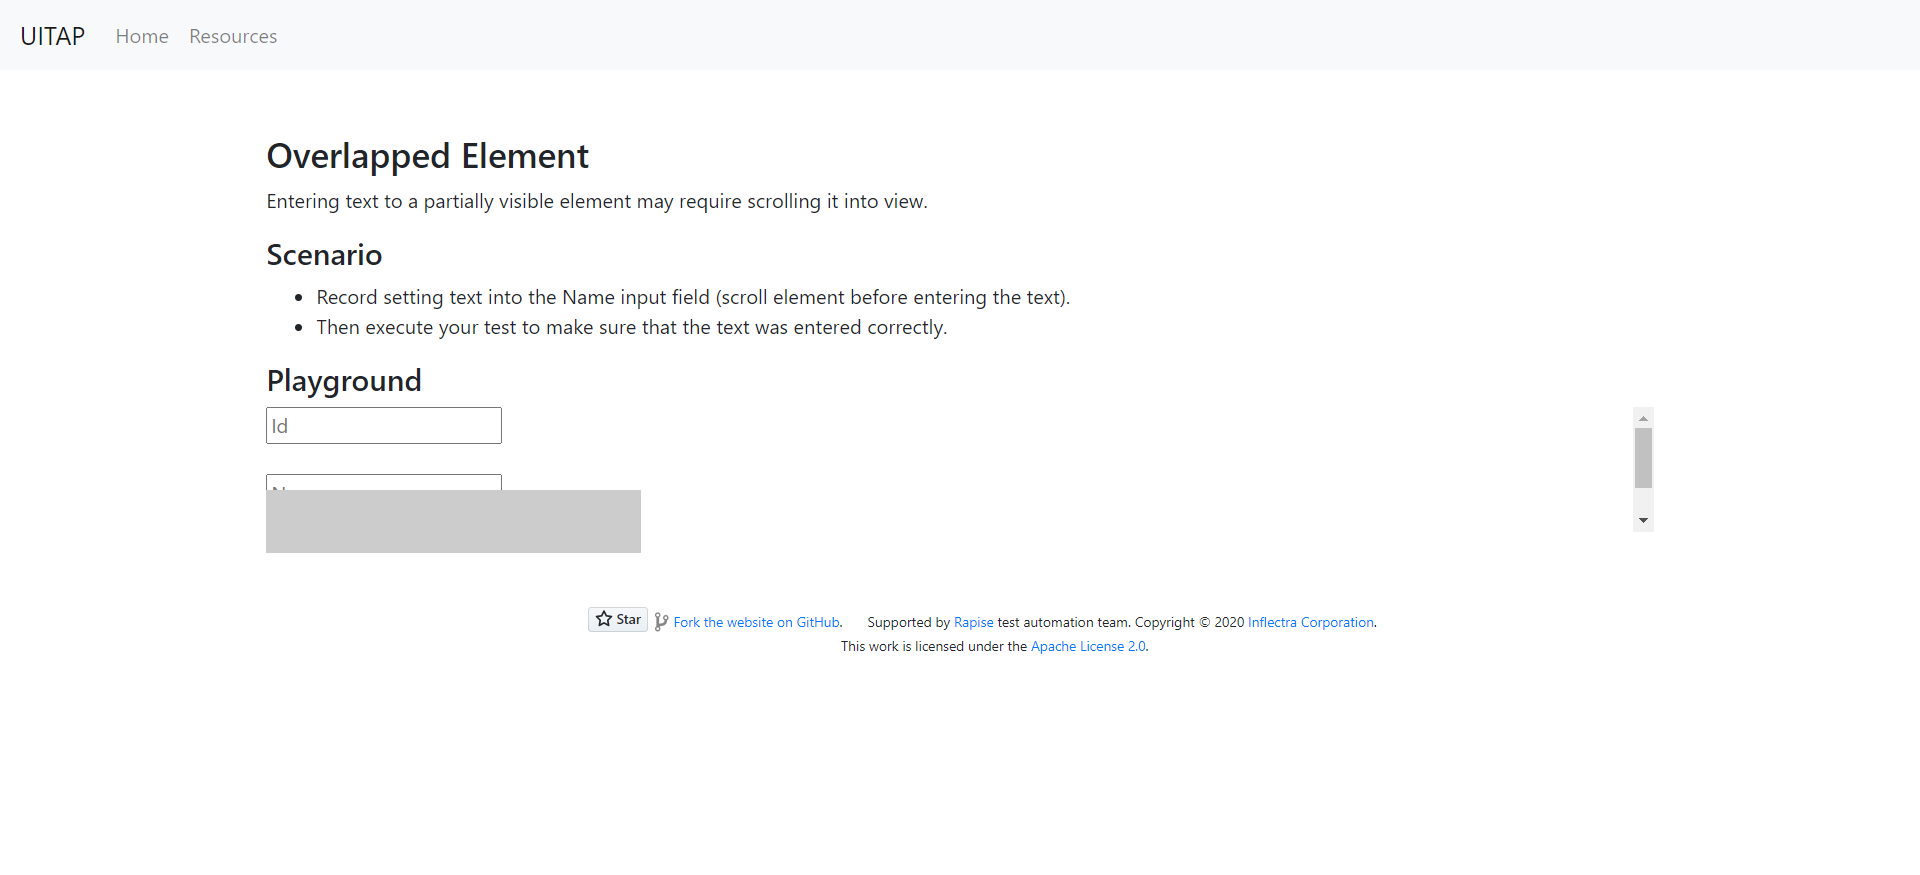 UITAP Home Resources
Overlapped Element
Entering text to a partially visible element may require scrolling it into view.
Scenario
Record setting text into the Name input field (scroll element before entering the text).
Then execute your test to make sure that the text was entered correctly.
Playground
Id
Star Fork the website on GitHub. Supported by Rapise test automation team. Copyright © 2020 Inflectra Corporation.
This work is licensed under the Apache License 2.0.